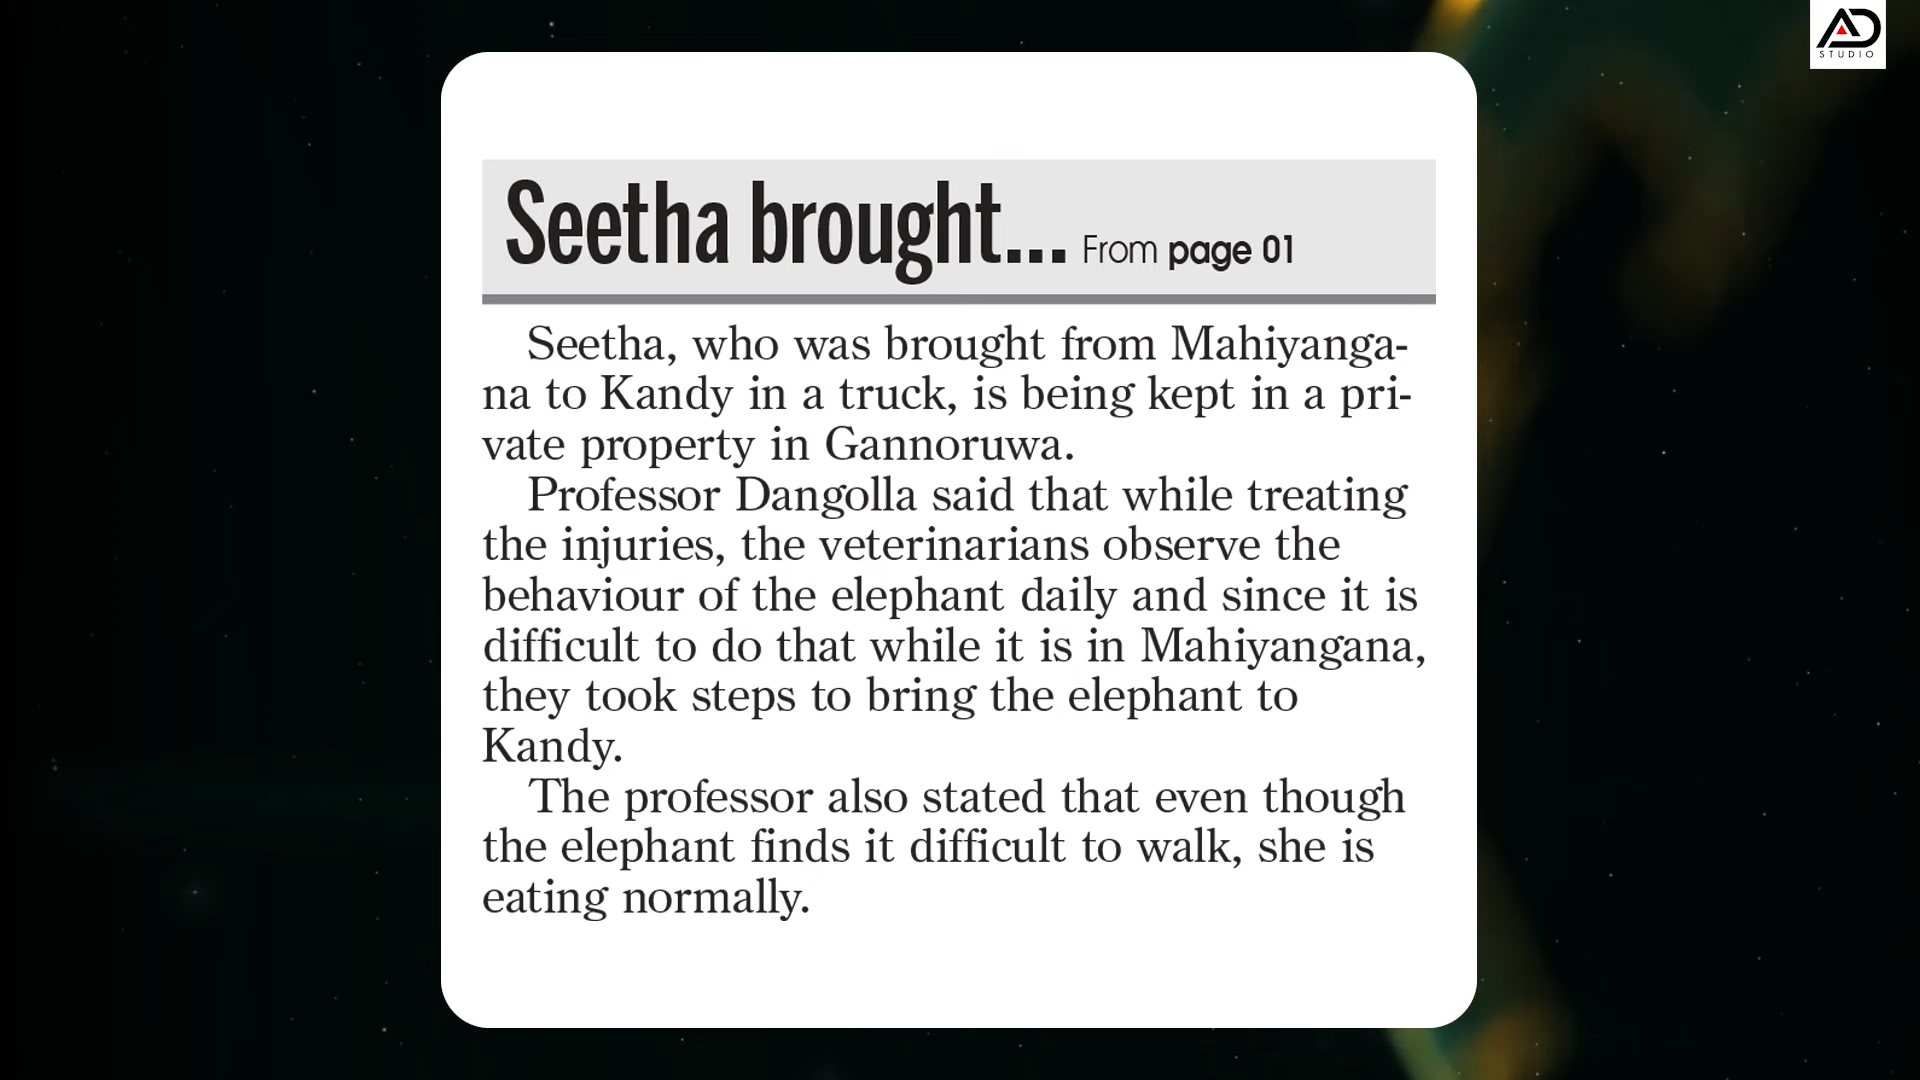 AD
STUDIO
Seetha brought... From page 01
Seetha, who was brought from Mahiyanga-
na to Kandy in a truck, is being kept in a pri-
vate property in Gannoruwa.
Professor Dangolla said that while treating
the injuries, the veterinarians observe the
behaviour of the elephant daily and since it is
difficult to do that while it is in Mahiyangana,
they took steps to bring the elephant to
Kandy.
The professor also stated that even though
the elephant finds it difficult to walk, she is
eating normally.